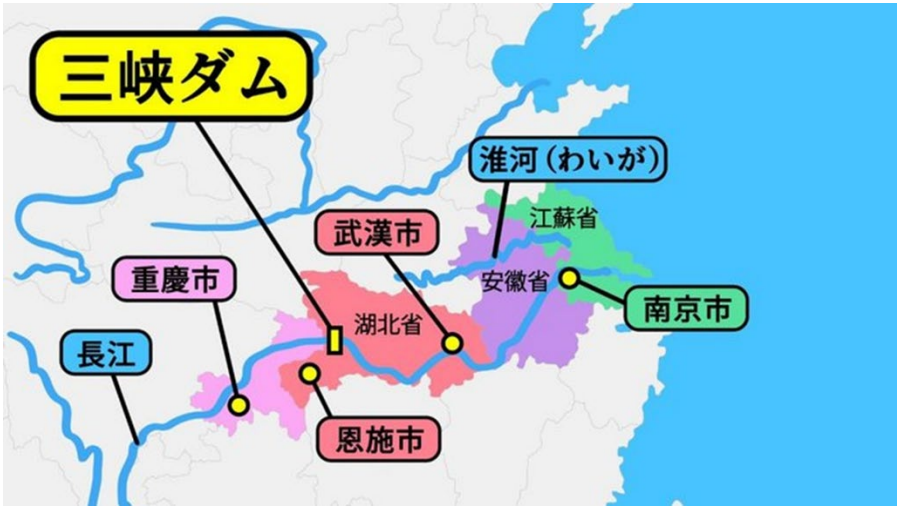 三峡ダム
淮河(わいが)
江蘇省
武漢市
重慶市
安徽省
南京市
湖北省
長江
恩施市